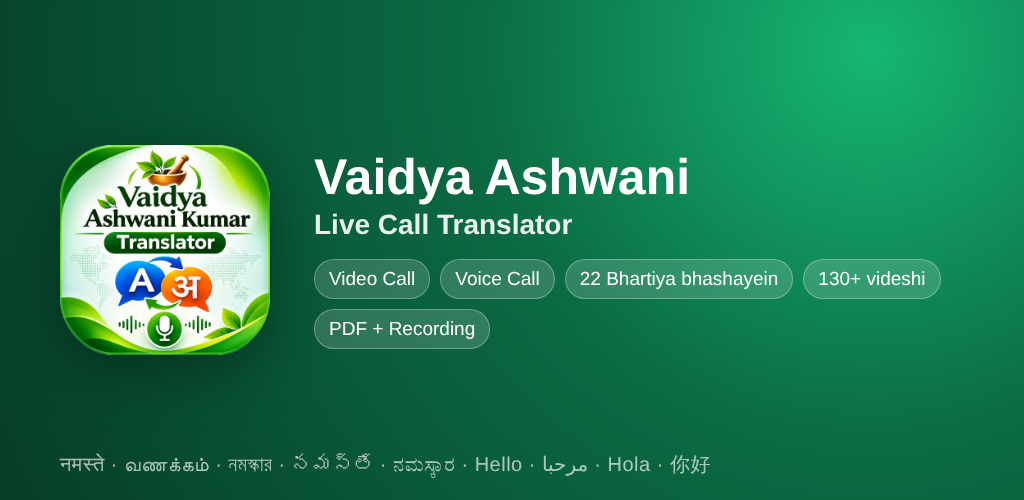 Vaidya
Ashwani Kumar
Translator
A अ
Vaidya Ashwani
Live Call Translator
Video Call Voice Call 22 Bhartiya bhashayein 130+ videshi
PDF + Recording
नमस्ते · வணக்கம் · নমস্কার · నమస్తే · ನಮಸ್ಕಾರ · Hello · مرحبا · Hola · 你好